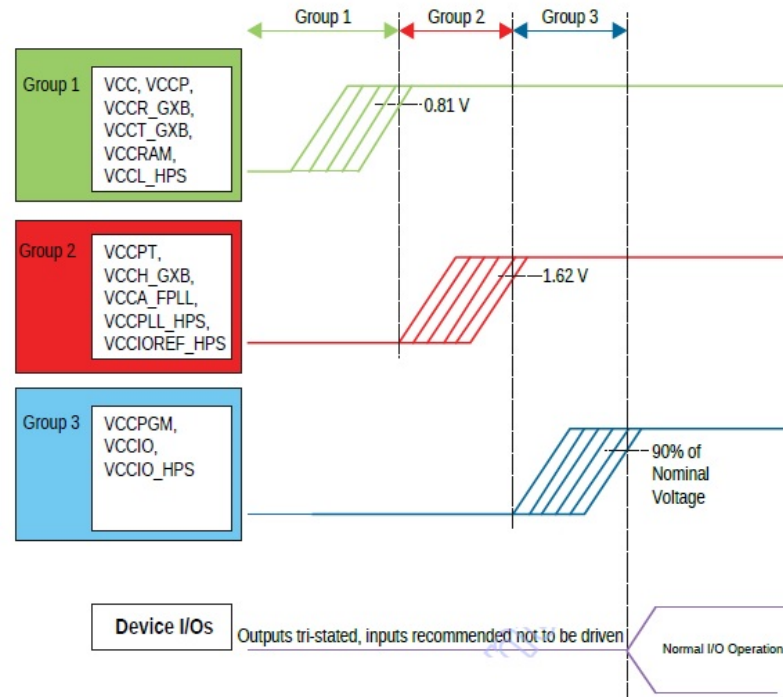 Group 1
Group 2
Group 3
Group 1
VCC, VCCP,
VCCR_GXB,
VCCT_GXB,
VCCRAM,
VCCL_HPS
0.81 V
Group 2
VCCPT,
VCCH_GXB,
VCCA_FPLL,
VCCPLL_HPS,
VCCIOREF_HPS
1.62 V
Group 3
VCCPGM,
VCCIO,
VCCIO_HPS
90% of
Nominal
Voltage
Device I/Os
Outputs tri-stated, inputs recommended not to be driven
Normal I/O Operation